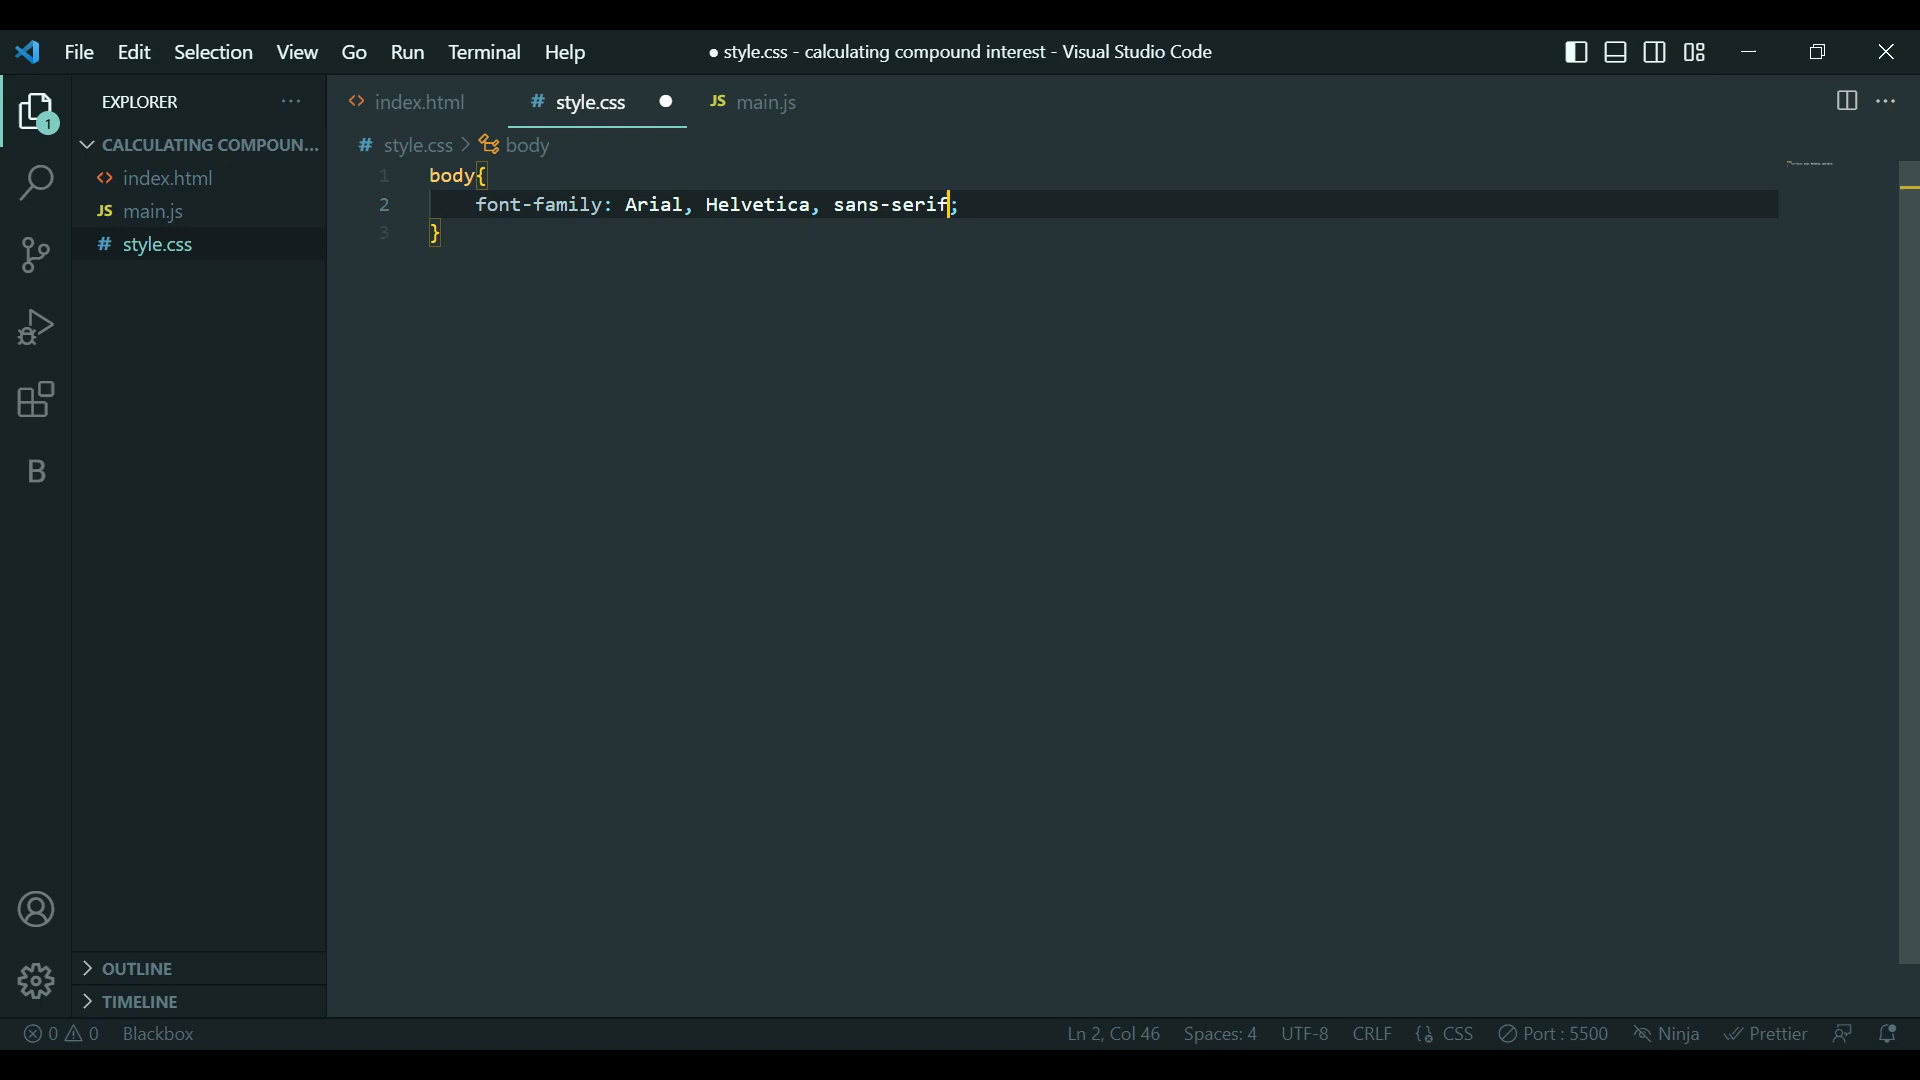 File Edit Selection View Go Run Terminal Help ● style.css - calculating compound interest - Visual Studio Code
EXPLORER ···
<> index.html # style.css ● JS main.js
1
CALCULATING COMPOUN...
# style.css > body
<> index.html
JS main.js
# style.css
1 body{
2 font-family: Arial, Helvetica, sans-serif;
3 }
B
OUTLINE
TIMELINE
0 0 Blackbox Ln 2, Col 46 Spaces: 4 UTF-8 CRLF {} CSS Port : 5500 Ninja Prettier